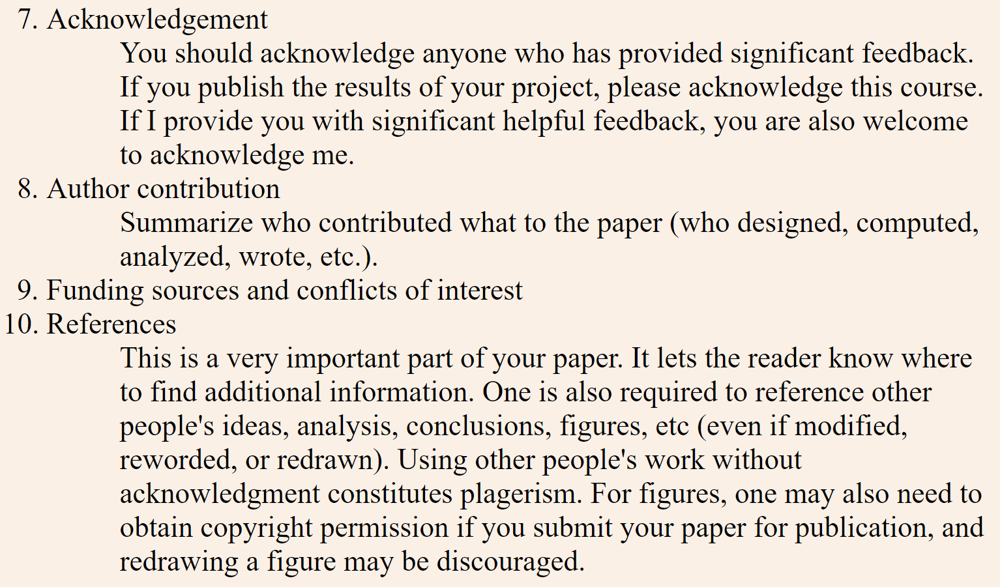 7. Acknowledgement
You should acknowledge anyone who has provided significant feedback.
If you publish the results of your project, please acknowledge this course.
If I provide you with significant helpful feedback, you are also welcome
to acknowledge me.
8. Author contribution
Summarize who contributed what to the paper (who designed, computed,
analyzed, wrote, etc.).
9. Funding sources and conflicts of interest
10. References
This is a very important part of your paper. It lets the reader know where
to find additional information. One is also required to reference other
people's ideas, analysis, conclusions, figures, etc (even if modified,
reworded, or redrawn). Using other people's work without
acknowledgment constitutes plagerism. For figures, one may also need to
obtain copyright permission if you submit your paper for publication, and
redrawing a figure may be discouraged.